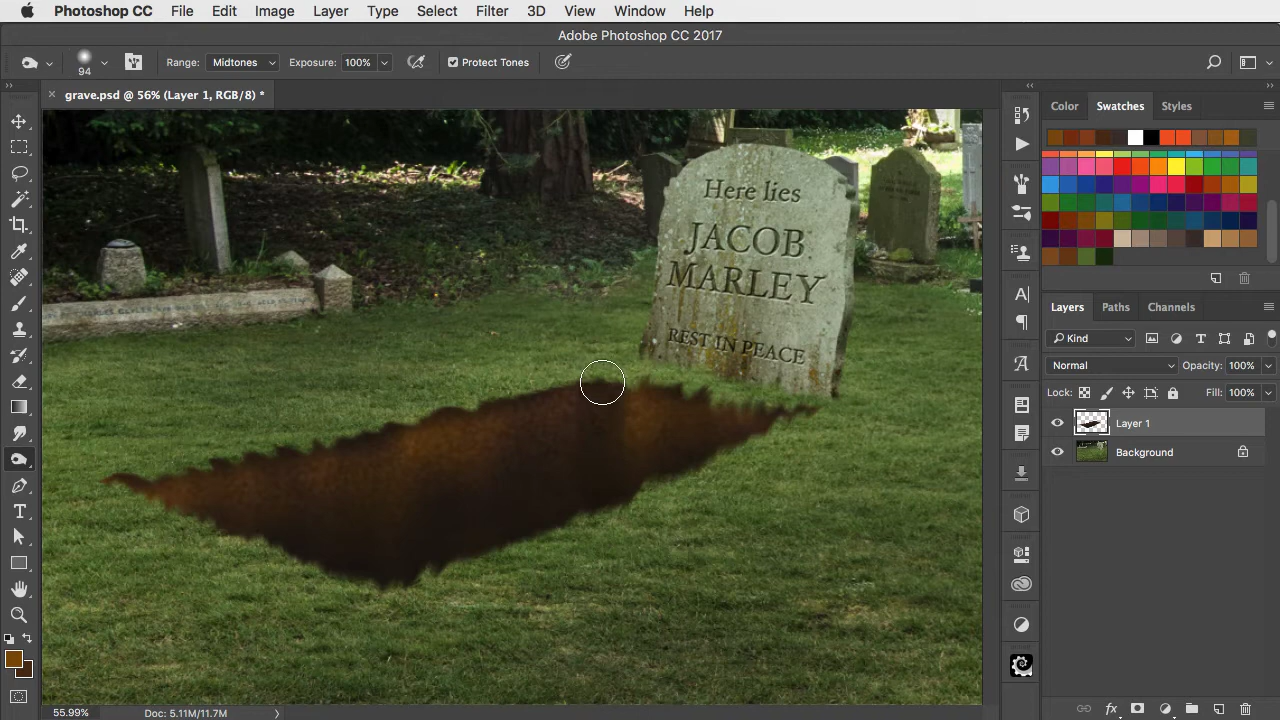 Photoshop CC File Edit Image Layer Type Select Filter 3D View Window Help
Adobe Photoshop CC 2017
94 Range: Midtones Exposure: 100% Protect Tones
grave.psd @ 56% (Layer 1, RGB/8) *
Color Swatches Styles
Here lies
JACOB
MARLEY
REST IN PEACE
Layers Paths Channels
Kind
Normal Opacity: 100%
Lock: Fill: 100%
Layer 1
Background
55.99% Doc: 5.11M/11.7M